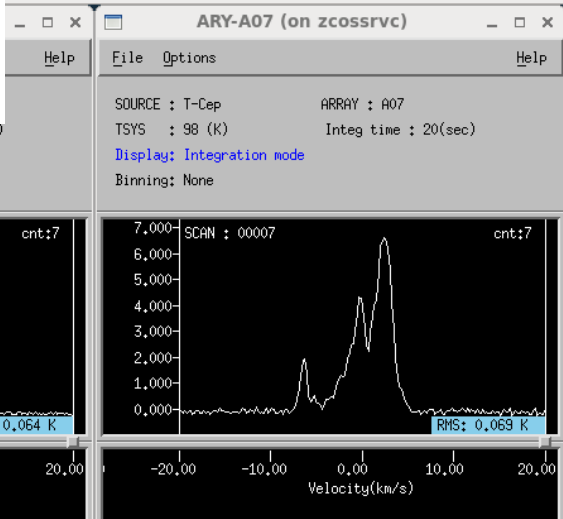 ARY-A07 (on zcossrvc)
Help
File Options Help
SOURCE : T-Cep ARRAY : A07
TSYS : 98 (K) Integ time : 20(sec)
Display: Integration mode
Binning: None
cnt:7
7.000 SCAN : 00007 cnt:7
6.000
5.000
4.000
3.000
2.000
1.000
0.000
0.064 K
RMS: 0.069 K
20.00
-20.00 -10.00 0.00 10.00 20.00
Velocity(km/s)